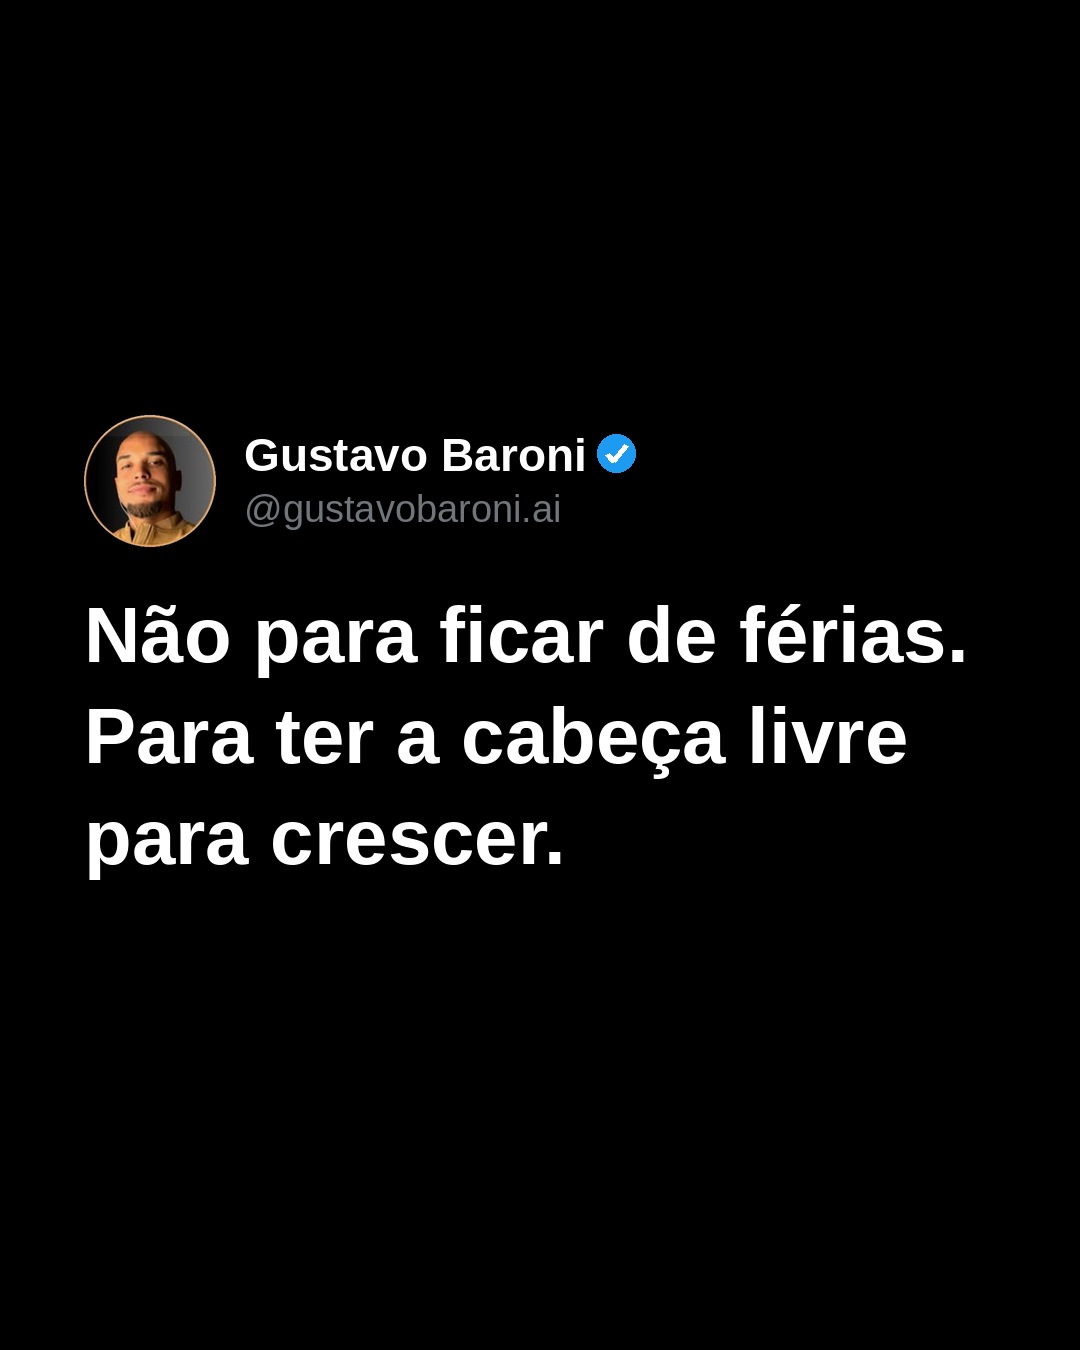 Gustavo Baroni
@gustavobaroni.ai
Não para ficar de férias.
Para ter a cabeça livre
para crescer.